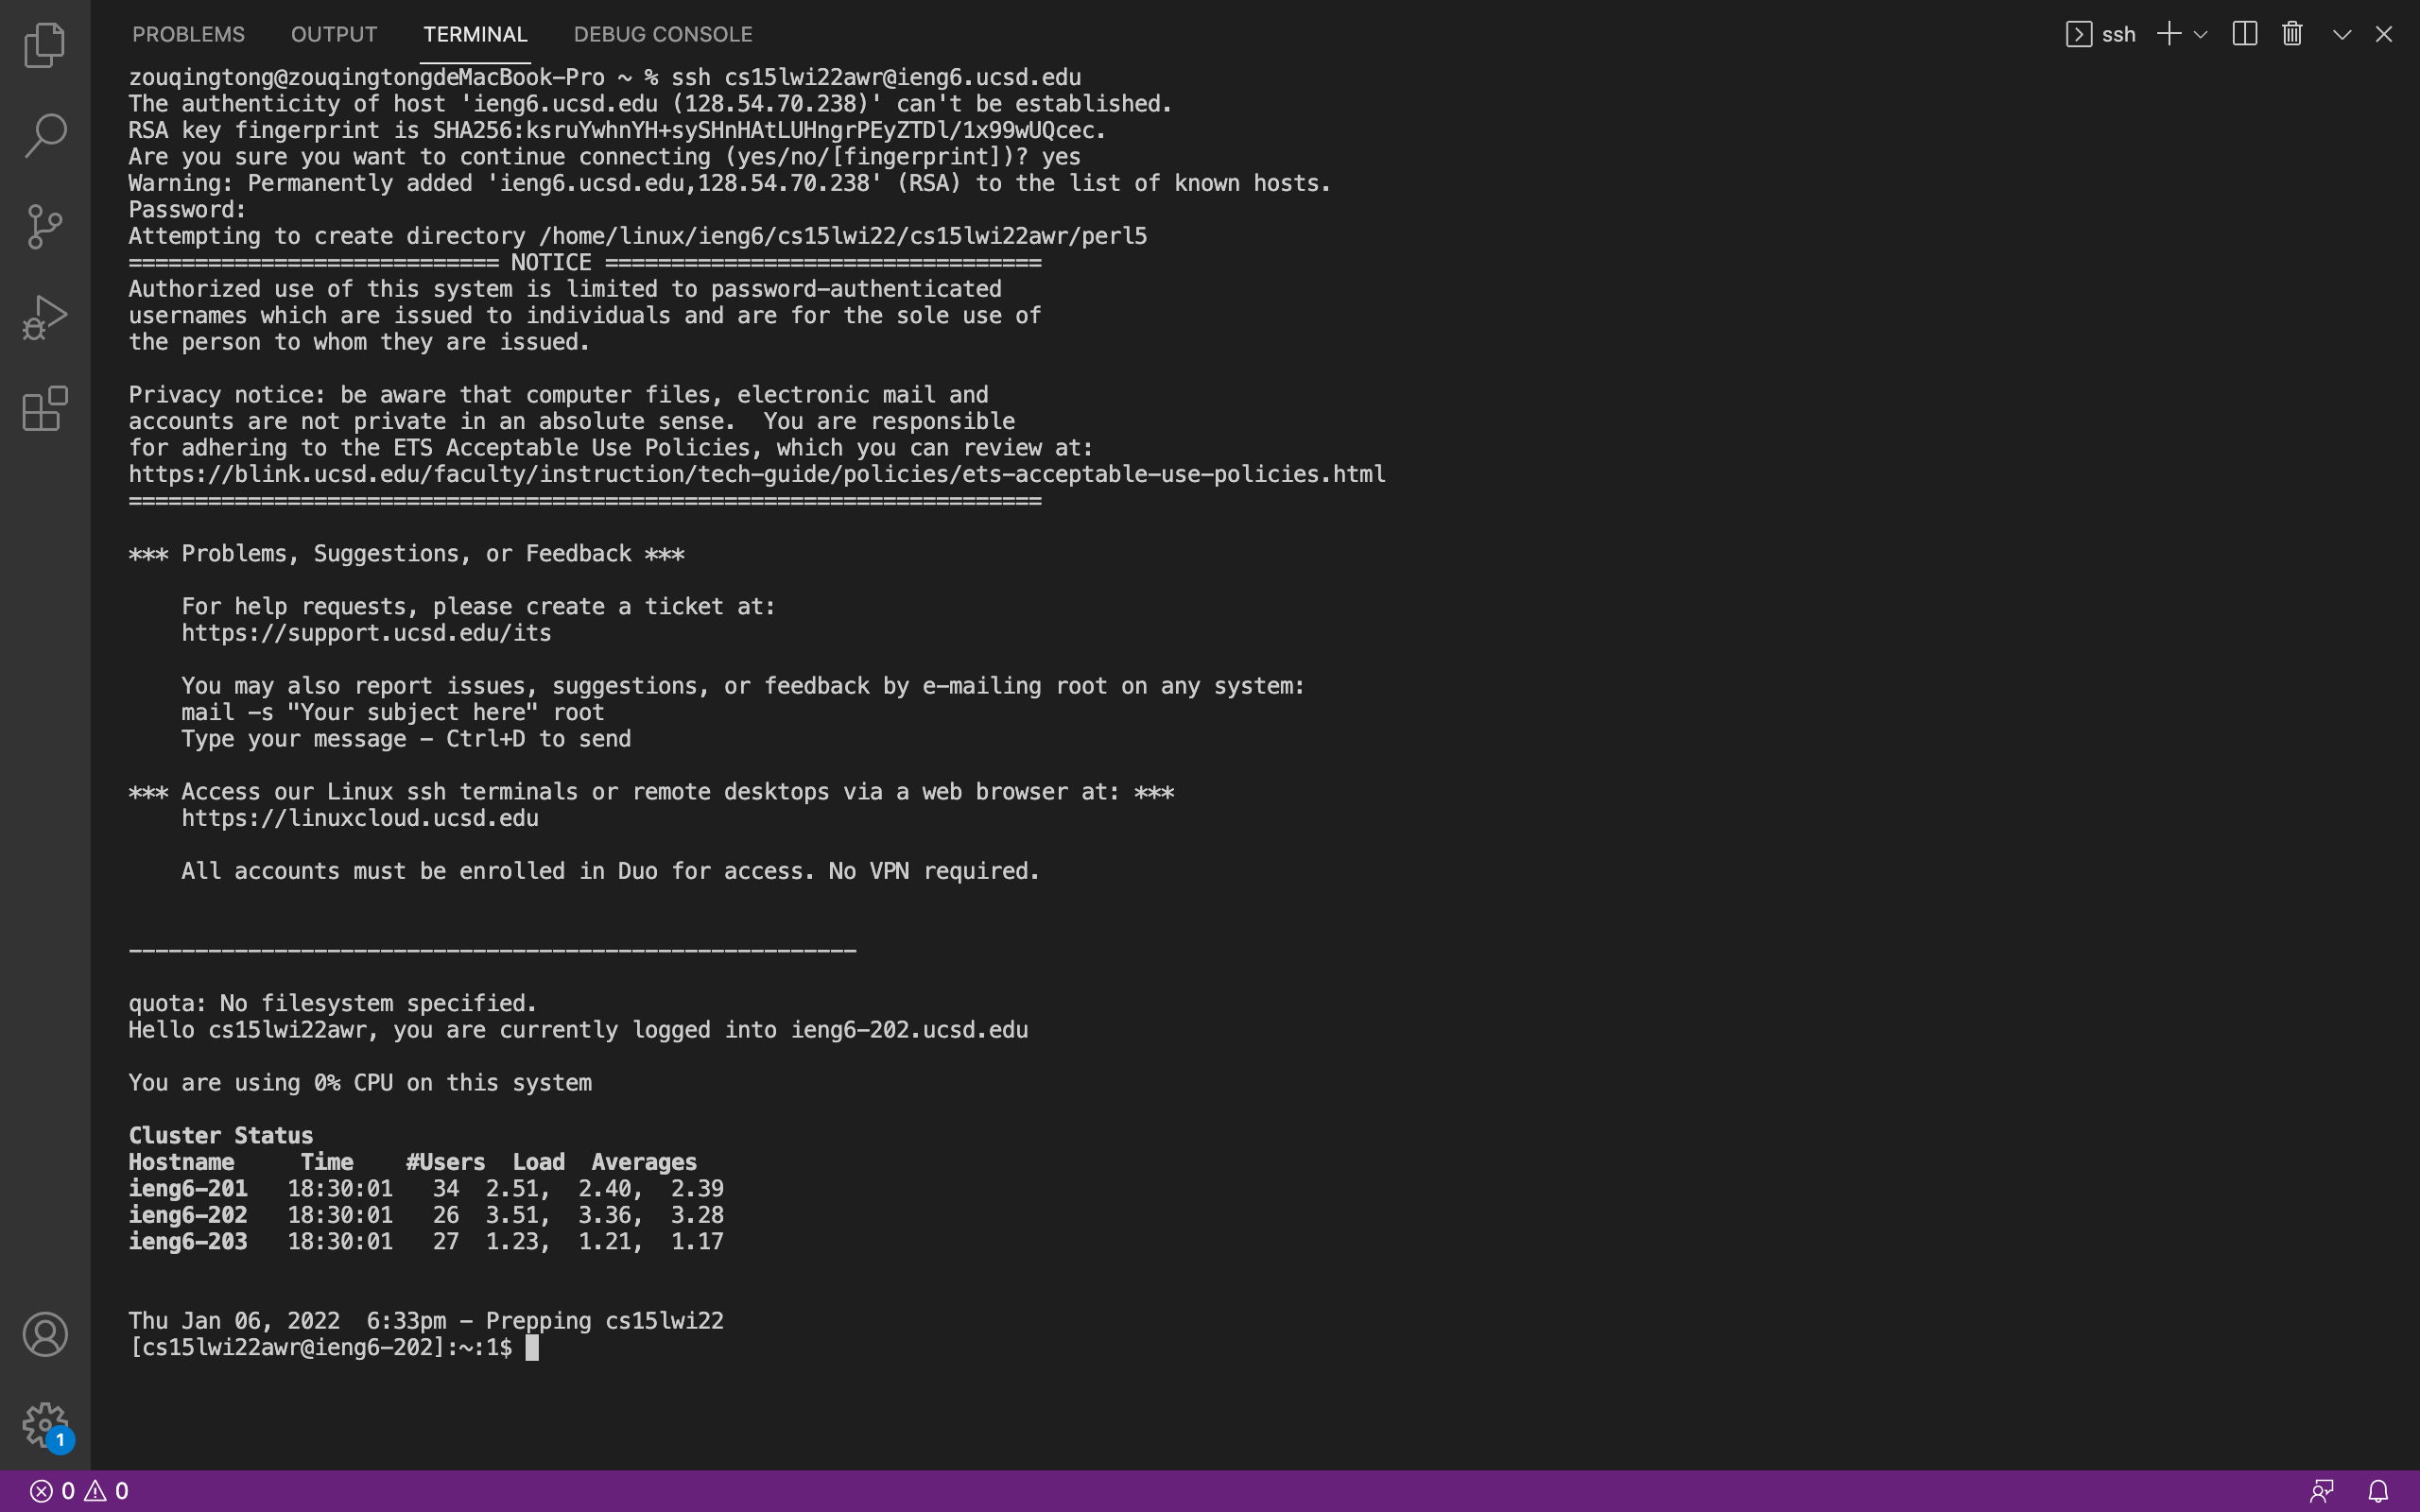 PROBLEMS OUTPUT TERMINAL DEBUG CONSOLE ssh
zouqingtong@zouqingtongdeMacBook-Pro ~ % ssh cs15lwi22awr@ieng6.ucsd.edu
The authenticity of host 'ieng6.ucsd.edu (128.54.70.238)' can't be established.
RSA key fingerprint is SHA256:ksruYwhnYH+sySHnHAtLUHngrPEyZTDl/1x99wUQcec.
Are you sure you want to continue connecting (yes/no/[fingerprint])? yes
Warning: Permanently added 'ieng6.ucsd.edu,128.54.70.238' (RSA) to the list of known hosts.
Password:
Attempting to create directory /home/linux/ieng6/cs15lwi22/cs15lwi22awr/perl5
============================ NOTICE =================================
Authorized use of this system is limited to password-authenticated
usernames which are issued to individuals and are for the sole use of
the person to whom they are issued.
Privacy notice: be aware that computer files, electronic mail and
accounts are not private in an absolute sense.  You are responsible
for adhering to the ETS Acceptable Use Policies, which you can review at:
https://blink.ucsd.edu/faculty/instruction/tech-guide/policies/ets-acceptable-use-policies.html
=====================================================================
*** Problems, Suggestions, or Feedback ***
For help requests, please create a ticket at:
https://support.ucsd.edu/its
You may also report issues, suggestions, or feedback by e-mailing root on any system:
mail -s "Your subject here" root
Type your message - Ctrl+D to send
*** Access our Linux ssh terminals or remote desktops via a web browser at: ***
https://linuxcloud.ucsd.edu
All accounts must be enrolled in Duo for access. No VPN required.
-------------------------------------------------------
quota: No filesystem specified.
Hello cs15lwi22awr, you are currently logged into ieng6-202.ucsd.edu
You are using 0% CPU on this system
Cluster Status
Hostname     Time    #Users  Load  Averages
ieng6-201   18:30:01   34  2.51,  2.40,  2.39
ieng6-202   18:30:01   26  3.51,  3.36,  3.28
ieng6-203   18:30:01   27  1.23,  1.21,  1.17
Thu Jan 06, 2022  6:33pm - Prepping cs15lwi22
[cs15lwi22awr@ieng6-202]:~:1$
1
0 0